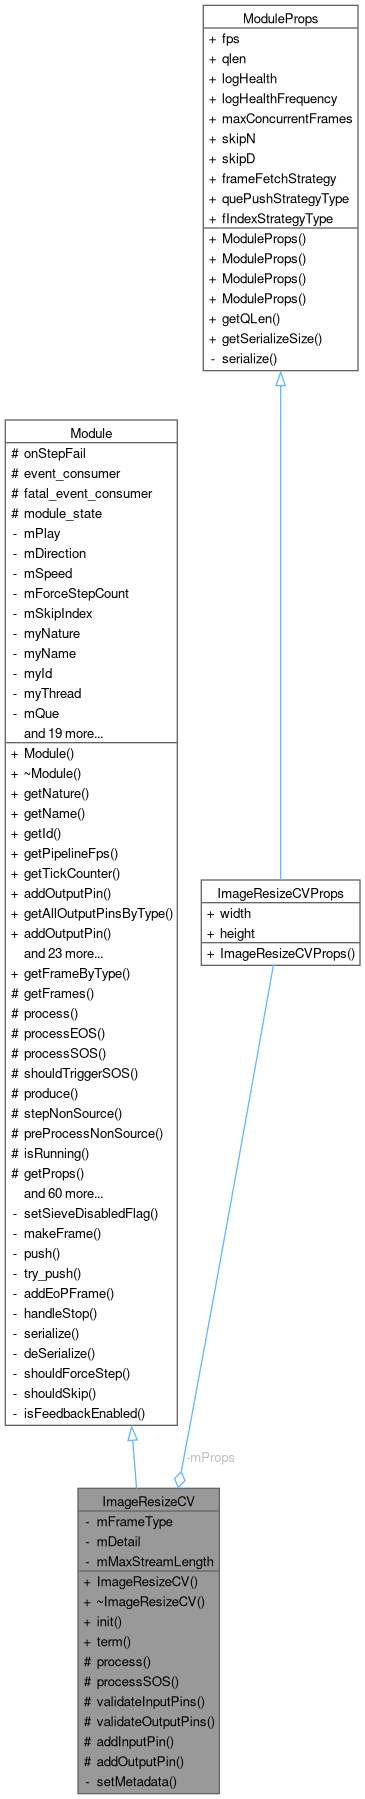 ModuleProps
+ fps
+ qlen
+ logHealth
+ logHealthFrequency
+ maxConcurrentFrames
+ skipN
+ skipD
+ frameFetchStrategy
+ quePushStrategyType
+ fIndexStrategyType
+ ModuleProps()
+ ModuleProps()
+ ModuleProps()
+ ModuleProps()
+ getQLen()
+ getSerializeSize()
- serialize()
Module
# onStepFail
# event_consumer
# fatal_event_consumer
# module_state
- mPlay
- mDirection
- mSpeed
- mForceStepCount
- mSkipIndex
- myNature
- myName
- myId
- myThread
- mQue
and 19 more...
+ Module()
+ ~Module()
+ getNature()
+ getName()
+ getId()
+ getPipelineFps()
+ getTickCounter()
+ addOutputPin()
+ getAllOutputPinsByType()
+ addOutputPin()
and 23 more...
+ getFrameByType()
# getFrames()
# process()
# processEOS()
# processSOS()
# shouldTriggerSOS()
# produce()
# stepNonSource()
# preProcessNonSource()
# isRunning()
# getProps()
and 60 more...
- setSieveDisabledFlag()
- makeFrame()
- push()
- try_push()
- addEoPFrame()
- handleStop()
- serialize()
- deSerialize()
- shouldForceStep()
- shouldSkip()
- isFeedbackEnabled()
ImageResizeCVProps
+ width
+ height
+ ImageResizeCVProps()
-mProps
ImageResizeCV
- mFrameType
- mDetail
- mMaxStreamLength
+ ImageResizeCV()
+ ~ImageResizeCV()
+ init()
+ term()
# process()
# processSOS()
# validateInputPins()
# validateOutputPins()
# addInputPin()
# addOutputPin()
- setMetadata()